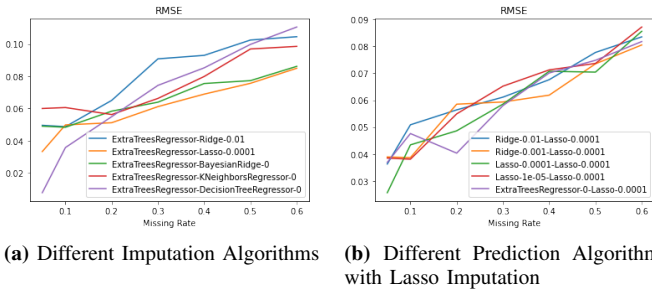 RMSE
0.10
0.08
0.06
0.04
0.02
ExtraTreesRegressor-Ridge-0.01
ExtraTreesRegressor-Lasso-0.0001
ExtraTreesRegressor-BayesianRidge-0
ExtraTreesRegressor-KNeighborsRegressor-0
ExtraTreesRegressor-DecisionTreeRegressor-0
0.1 0.2 0.3 0.4 0.5 0.6
Missing Rate
(a) Different Imputation Algorithms
RMSE
0.09
0.08
0.07
0.06
0.05
0.04
0.03
Ridge-0.01-Lasso-0.0001
Ridge-0.001-Lasso-0.0001
Lasso-0.0001-Lasso-0.0001
Lasso-1e-05-Lasso-0.0001
ExtraTreesRegressor-0-Lasso-0.0001
0.1 0.2 0.3 0.4 0.5 0.6
Missing Rate
(b) Different Prediction Algorithm
with Lasso Imputation